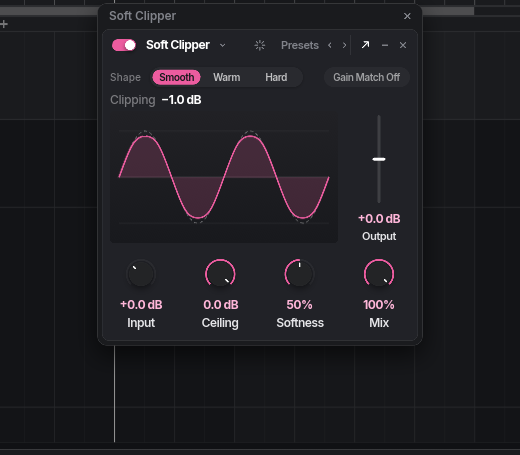 Soft Clipper
Soft Clipper
Presets
Shape
Smooth
Warm
Hard
Gain Match Off
Clipping −1.0 dB
+0.0 dB
Output
+0.0 dB
0.0 dB
50%
100%
Input
Ceiling
Softness
Mix